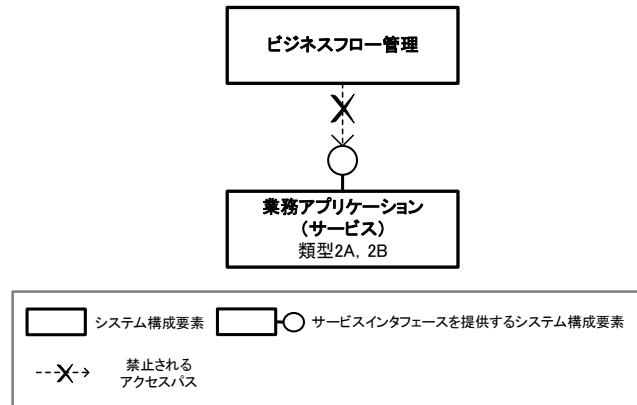 ビジネスフロー管理
X
業務アプリケーション
（サービス）
類型2A，2B
システム構成要素
サービスインタフェースを提供するシステム構成要素
X
禁止される
アクセスパス